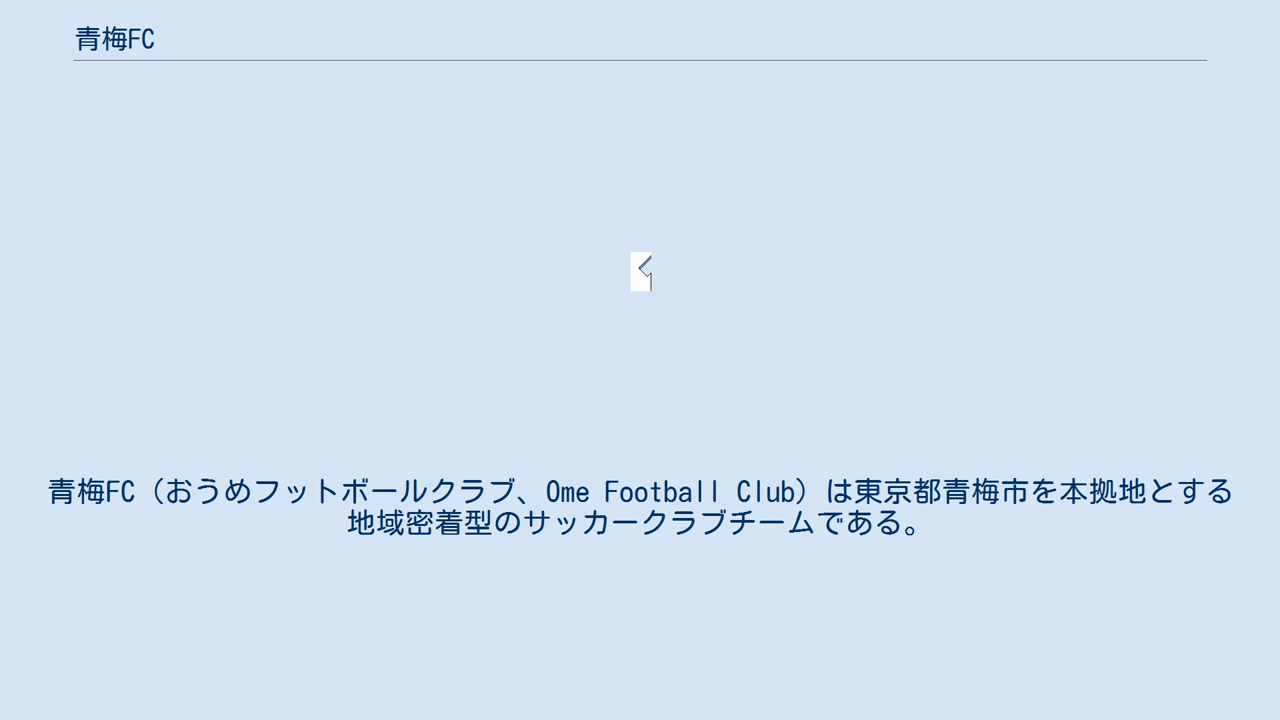 青梅FC
青梅FC（おうめフットボールクラブ、Ome Football Club）は東京都青梅市を本拠地とする
地域密着型のサッカークラブチームである。